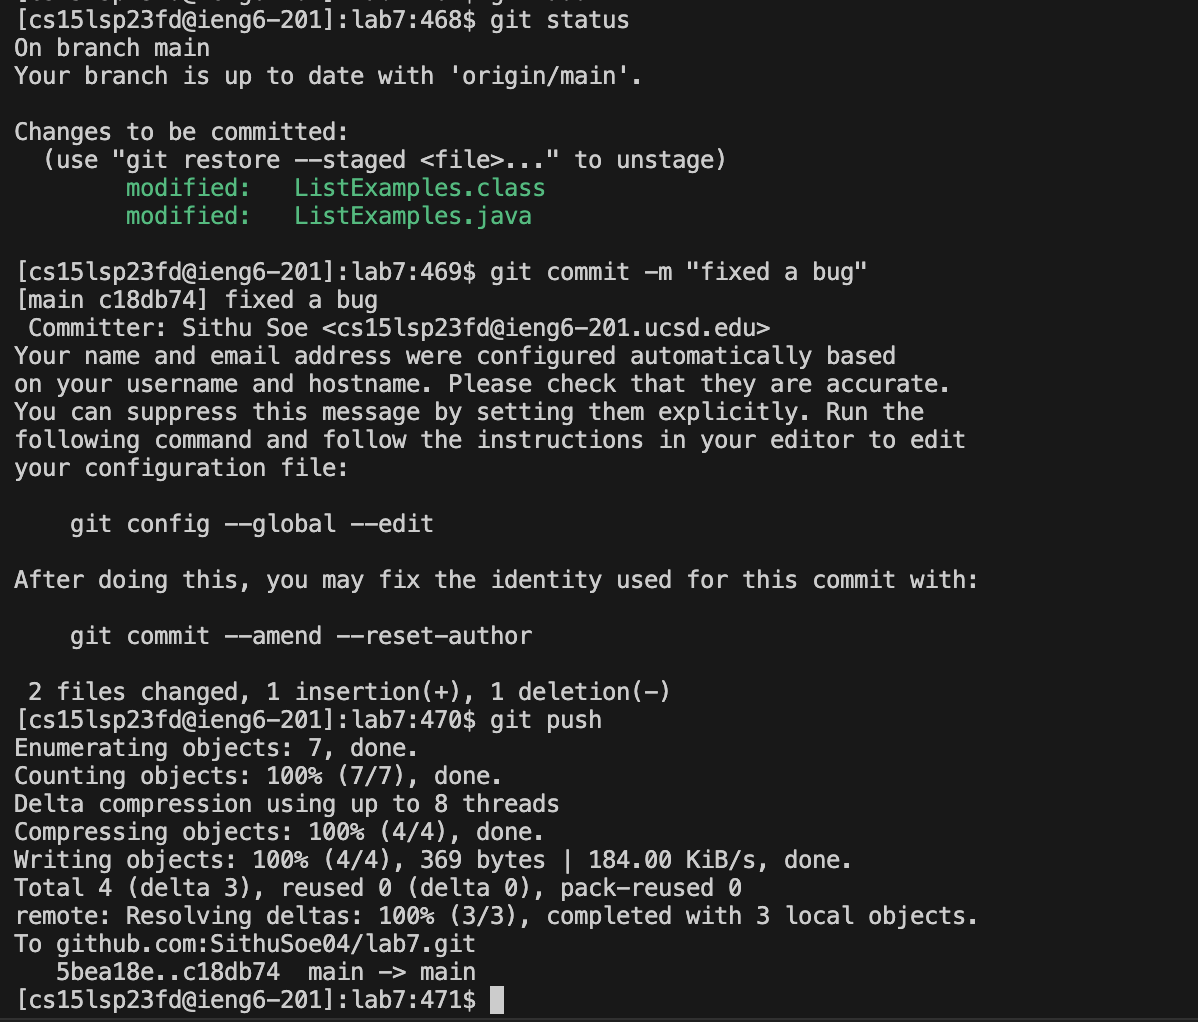 [cs15lsp23fd@ieng6-201]:lab7:468$ git status
On branch main
Your branch is up to date with 'origin/main'.
Changes to be committed:
  (use "git restore --staged <file>..." to unstage)
        modified:   ListExamples.class
        modified:   ListExamples.java
[cs15lsp23fd@ieng6-201]:lab7:469$ git commit -m "fixed a bug"
[main c18db74] fixed a bug
 Committer: Sithu Soe <cs15lsp23fd@ieng6-201.ucsd.edu>
Your name and email address were configured automatically based
on your username and hostname. Please check that they are accurate.
You can suppress this message by setting them explicitly. Run the
following command and follow the instructions in your editor to edit
your configuration file:
    git config --global --edit
After doing this, you may fix the identity used for this commit with:
    git commit --amend --reset-author
 2 files changed, 1 insertion(+), 1 deletion(-)
[cs15lsp23fd@ieng6-201]:lab7:470$ git push
Enumerating objects: 7, done.
Counting objects: 100% (7/7), done.
Delta compression using up to 8 threads
Compressing objects: 100% (4/4), done.
Writing objects: 100% (4/4), 369 bytes | 184.00 KiB/s, done.
Total 4 (delta 3), reused 0 (delta 0), pack-reused 0
remote: Resolving deltas: 100% (3/3), completed with 3 local objects.
To github.com:SithuSoe04/lab7.git
   5bea18e..c18db74  main -> main
[cs15lsp23fd@ieng6-201]:lab7:471$